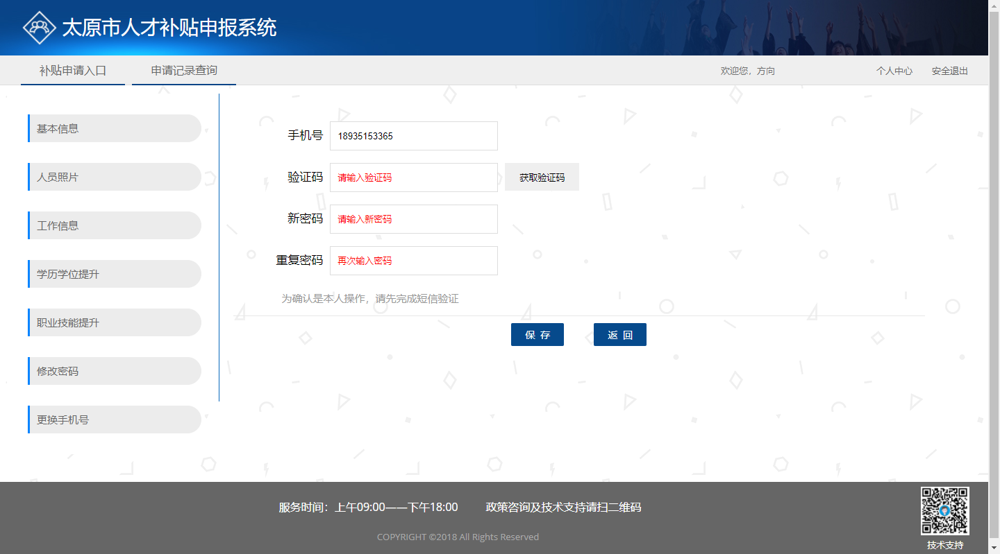 太原市人才补贴申报系统
补贴申请入口 申请记录查询 欢迎您，方向 个人中心 安全退出
基本信息
人员照片
工作信息
学历学位提升
职业技能提升
修改密码
更换手机号
手机号 18935153365
验证码 请输入验证码 获取验证码
新密码 请输入新密码
重复密码 再次输入密码
为确认是本人操作，请先完成短信验证
保 存 返 回
服务时间：上午09:00——下午18:00 政策咨询及技术支持请扫二维码
COPYRIGHT ©2018 All Rights Reserved
技术支持